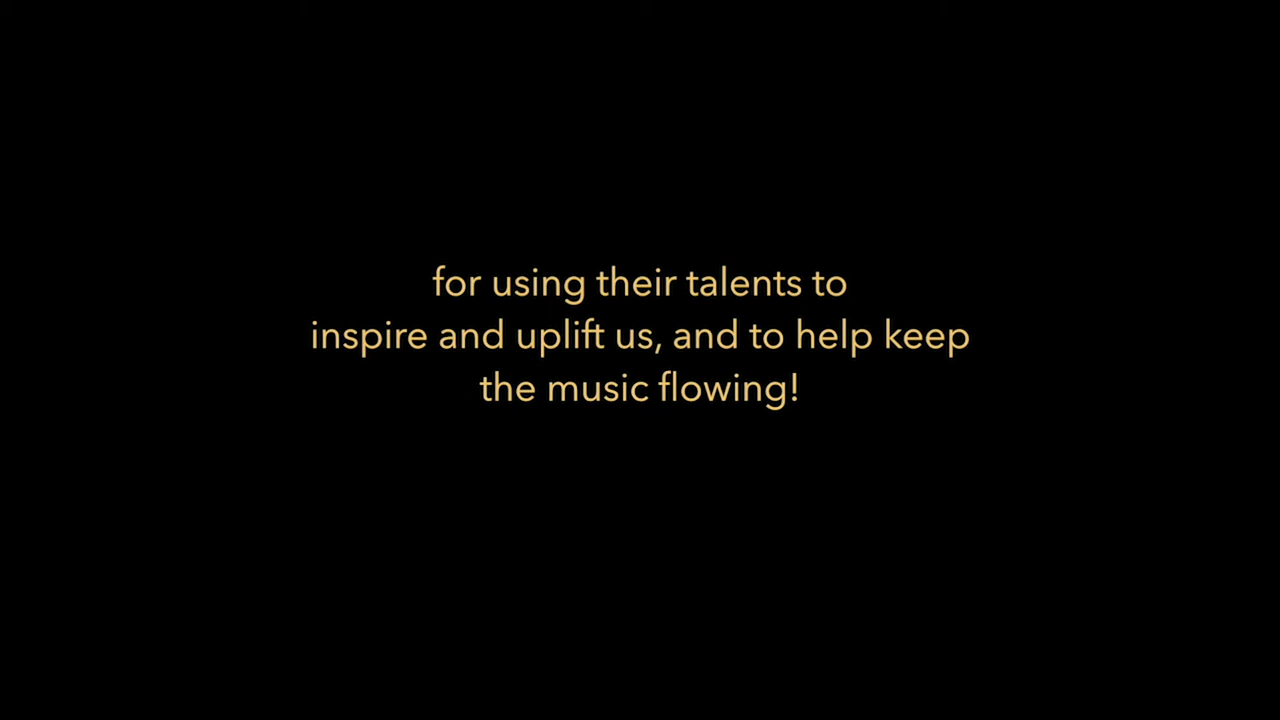 for using their talents to
inspire and uplift us, and to help keep
the music flowing!